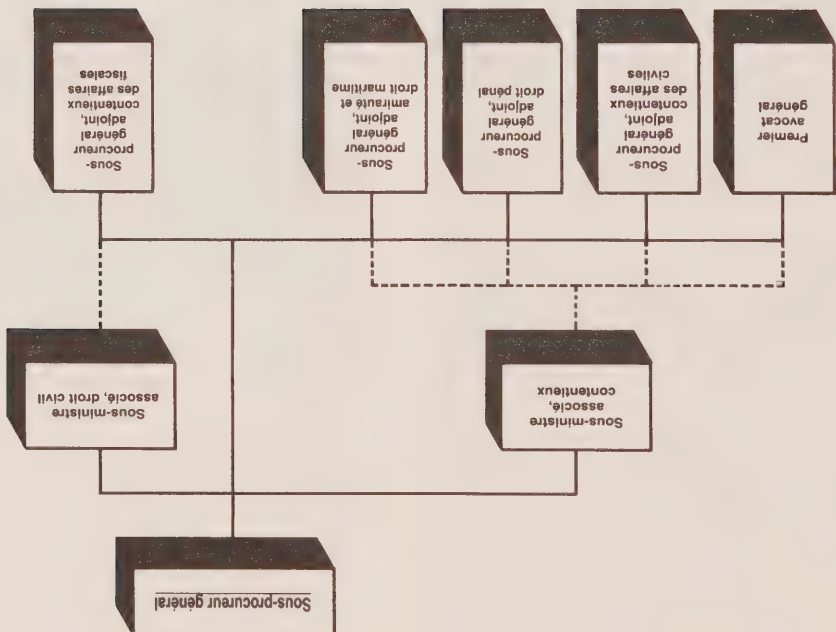 Sous-procureur général
Sous-ministre
associé,
contentieux
Sous-ministre
associé, droit civil
Premier
avocat
général
Sous-
procureur
général
adjoint,
contentieux
des affaires
civiles
Sous-
procureur
général
adjoint,
droit pénal
Sous-
procureur
général
adjoint,
amirauté et
droit maritime
Sous-
procureur
général
adjoint,
contentieux
des affaires
fiscales